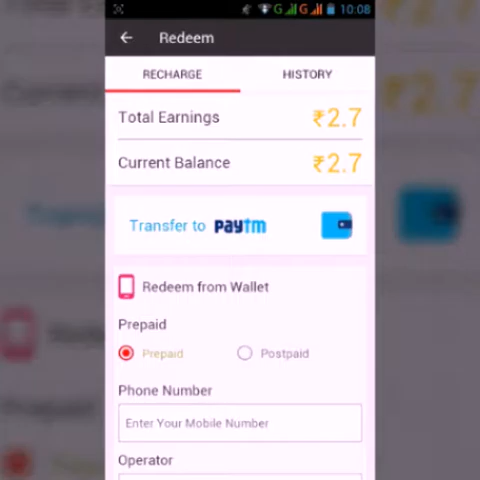 G G 10:08
Redeem
RECHARGE HISTORY
Total Earnings ₹2.7
Current Balance ₹2.7
Transfer to paytm
Redeem from Wallet
Prepaid
Prepaid Postpaid
Phone Number
Enter Your Mobile Number
Operator